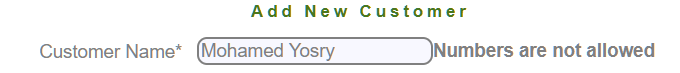 Add New Customer
Customer Name* Mohamed Yosry Numbers are not allowed